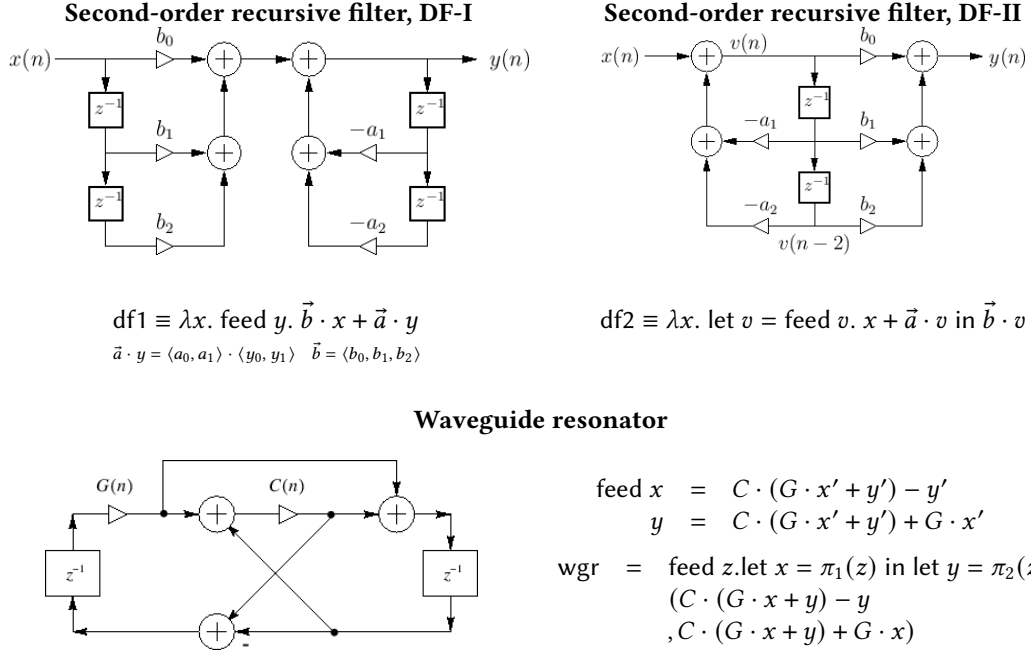 Second-order recursive filter, DF-I
x(n)
b₀
y(n)
z⁻¹
z⁻¹
b₁
−a₁
z⁻¹
z⁻¹
b₂
−a₂
df1 ≡ λx. feed y. b⃗ · x + a⃗ · y
a⃗ · y = ⟨a₀, a₁⟩ · ⟨y₀, y₁⟩ b⃗ = ⟨b₀, b₁, b₂⟩
Second-order recursive filter, DF-II
x(n)
v(n)
b₀
y(n)
z⁻¹
−a₁
b₁
z⁻¹
−a₂
b₂
v(n − 2)
df2 ≡ λx. let v = feed v. x + a⃗ · v in b⃗ · v
Waveguide resonator
G(n)
C(n)
z⁻¹
z⁻¹
-
feed x = C · (G · x′ + y′) − y′
y = C · (G · x′ + y′) + G · x′
wgr = feed z.let x = π₁(z) in let y = π₂(
(C · (G · x + y) − y
,C · (G · x + y) + G · x)